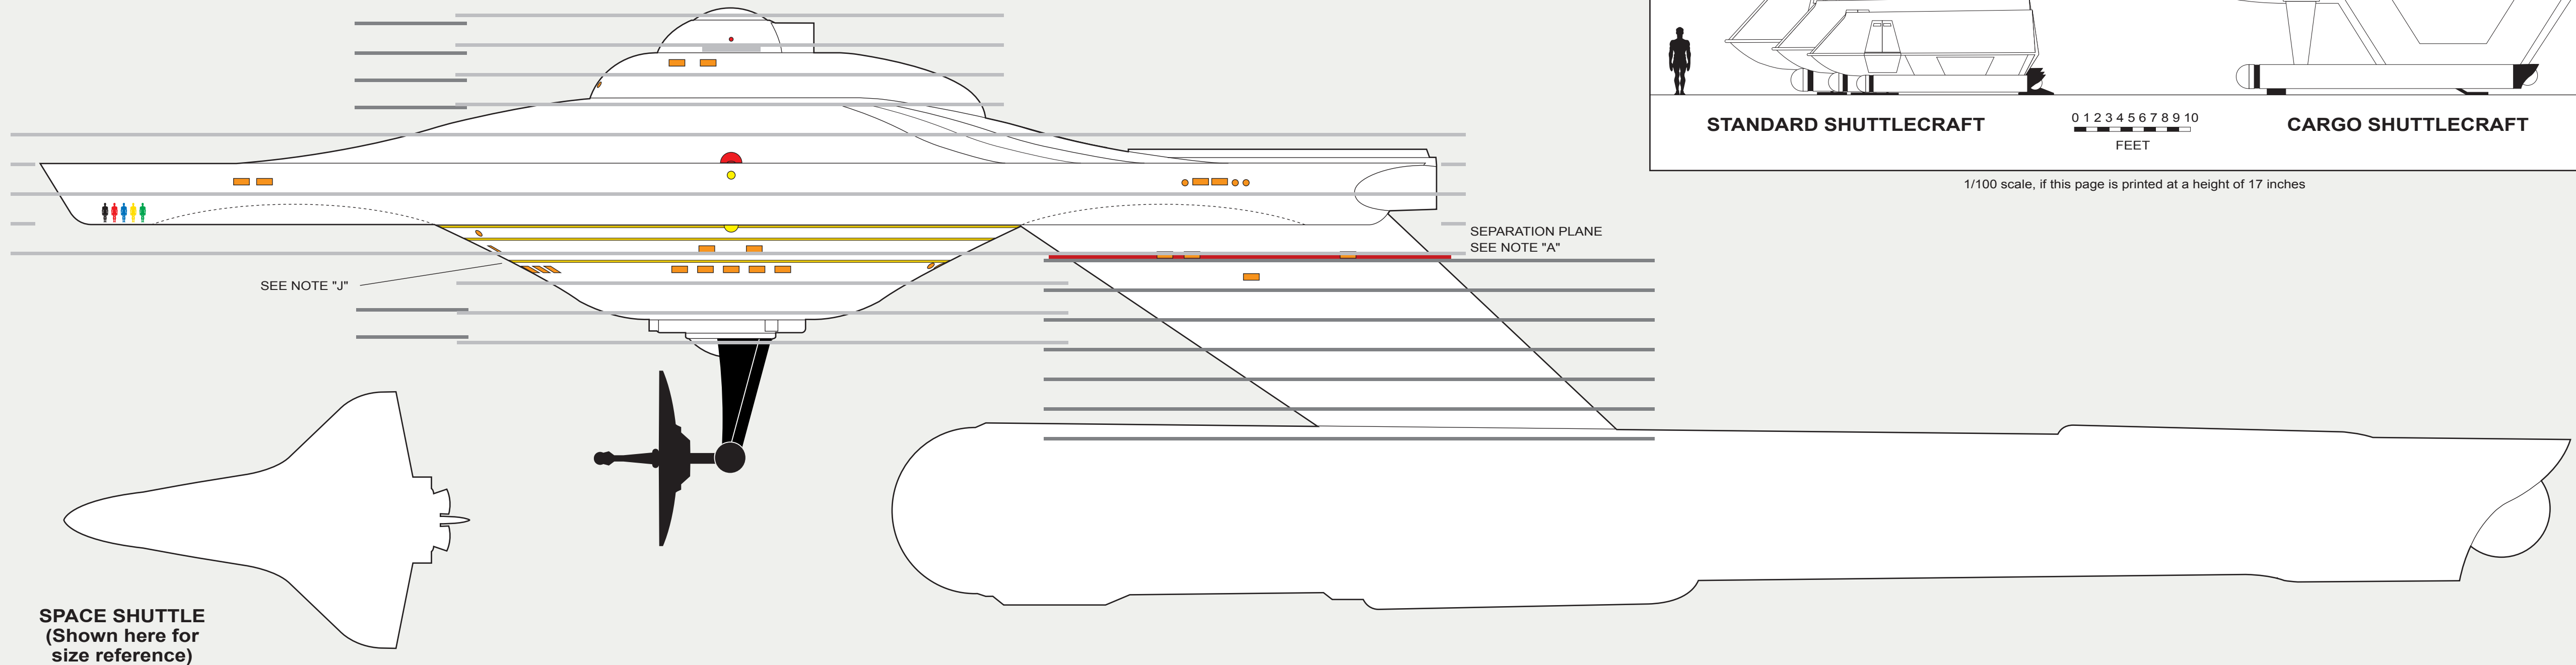 STANDARD SHUTTLECRAFT
0 1 2 3 4 5 6 7 8 9 10
FEET
CARGO SHUTTLECRAFT
1/100 scale, if this page is printed at a height of 17 inches
SEPARATION PLANE
SEE NOTE "A"
SEE NOTE "J"
SPACE SHUTTLE
(Shown here for
size reference)